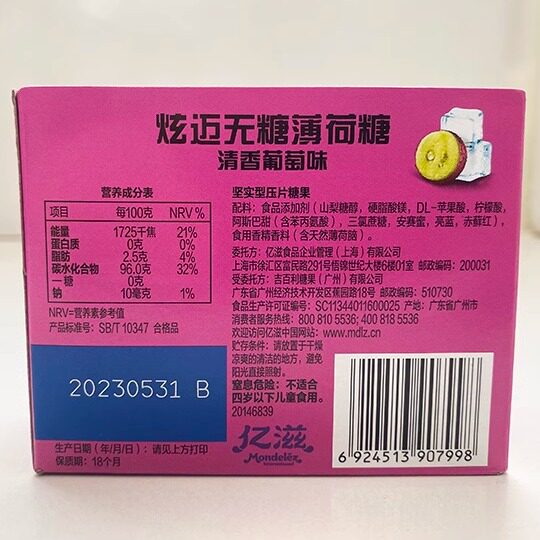 炫迈无糖薄荷糖
清香葡萄味
营养成分表
项目 每100克 NRV %
能量 1725千焦 21%
蛋白质 0克 0%
脂肪 2.5克 4%
碳水化合物 96.0克 32%
一糖 0克
钠 10毫克 1%
NRV=营养素参考值
产品标准号: SB/T 10347 合格品
20230531 B
生产日期（年/月/日）: 请见上方打印
保质期: 18个月
坚实型压片糖果
配料: 食品添加剂（山梨糖醇, 硬脂酸镁, DL-苹果酸, 柠檬酸,
阿斯巴甜（含苯丙氨酸）, 三氯蔗糖, 安赛蜜, 亮蓝, 赤藓红）,
食用香精香料（含天然薄荷脑）。
委托方: 亿滋食品企业管理（上海）有限公司
上海市徐汇区富民路291号悟锦世纪大楼6楼01室 邮政编码: 200031
受委托方: 吉百利糖果（广州）有限公司
广东省广州经济技术开发区蕉园路18号 邮政编码: 510730
食品生产许可证编号: SC11344011600025 产地: 广东省广州市
消费者服务热线: 800 810 5536; 400 818 5536
欢迎访问亿滋中国网站: www.mdlz.cn
贮存条件: 请放置于干燥
凉爽的清洁的地方, 避免
阳光直接照射。
窒息危险: 不适合
四岁以下儿童食用。
20146839
亿滋
Mondelēz
International
6 924513 907998